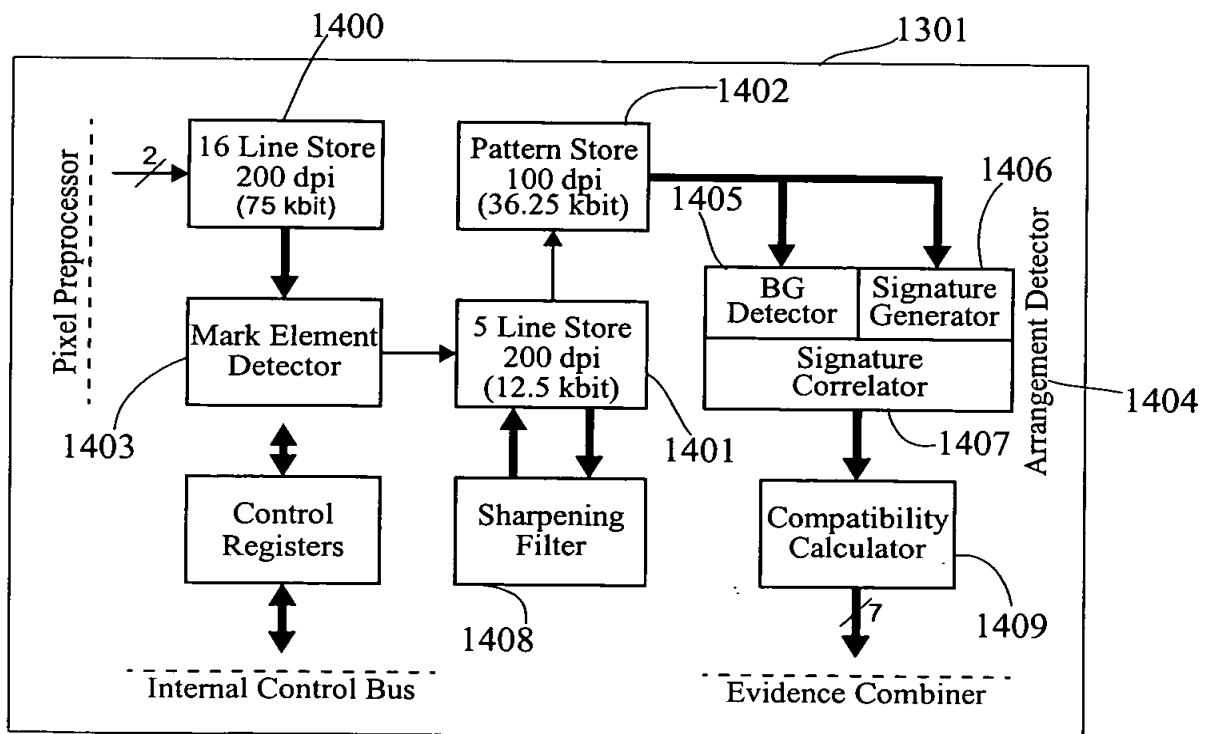 1400
1301
1402
Pixel Preprocessor
2
16 Line Store
200 dpi
(75 kbit)
Pattern Store
100 dpi
(36.25 kbit)
1405
1406
Mark Element
Detector
5 Line Store
200 dpi
(12.5 kbit)
BG
Detector
Signature
Generator
Signature
Correlator
Arrangement Detector
1404
1403
1401
1407
Control
Registers
Sharpening
Filter
Compatibility
Calculator
1408
7
1409
Internal Control Bus
Evidence Combiner